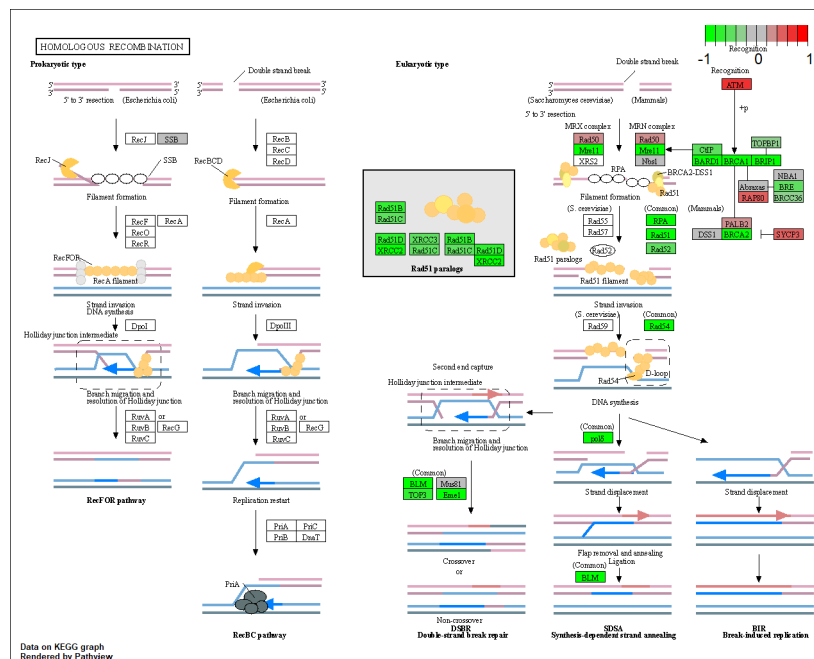 HOMOLOGOUS RECOMBINATION
-1 0 1
Recognition
Prokaryotic type
Double strand break
5' 3'
3' 5'
5' to 3' resection
(Escherichia coli)
(Escherichia coli)
RecJ SSB
RecJ
SSB
Filament formation
RecF RecA
RecO
RecR
RecFOR
RecA filament
Strand invasion
DNA synthesis
DpoI
Holliday junction intermediate
Branch migration and
resolution of Holliday junction
RuvA or
RuvB RecG
RuvC
RecFOR pathway
RecB
RecC
RecD
RecBCD
Filament formation
RecA
Strand invasion
DpoIII
Branch migration and
resolution of Holliday junction
RuvA or
RuvB RecG
RuvC
Replication restart
PriA PriC
PriB DnaT
PriA
RecBC pathway
Eukaryotic type
Double strand break
5' 3'
3' 5'
(Saccharomyces cerevisiae) (Mammals)
5' to 3' resection
MRX complex MRN complex
Rad50 Rad50
Mre11 Mre11
XRS2 Nbs1
RPA
BRCA2-DSS1
Rad51
Filament formation
(S. cerevisiae) (Common)
Rad55 RPA
Rad57 Rad51
Rad52 Rad52
Rad51 paralogs
Rad51 filament
Recognition
ATM
+p
CtIP TOPBP1
BARD1 BRCA1 BRIP1
NBA1
Abraxas BRE
RAP80 BRCC36
(Mammals) PALB2
DSS1 BRCA2 SYCP3
Rad51B
Rad51C
Rad51D XRCC3 Rad51B
XRCC2 Rad51C Rad51C Rad51D
XRCC2
Rad51 paralogs
Strand invasion
(S. cerevisiae) (Common)
Rad59 Rad54
Rad54
D-loop
DNA synthesis
Second end capture
Holliday junction intermediate
Branch migration and
resolution of Holliday junction
(Common)
BLM Mus81
TOP3 Eme1
Crossover
or
Non-crossover
DSBR
Double-strand break repair
(Common)
polδ
Strand displacement
Flap removal and annealing
Ligation
(Common)
BLM
SDSA
Synthesis-dependent strand annealing
Strand displacement
BIR
Break-induced replication
Data on KEGG graph
Rendered by Pathview